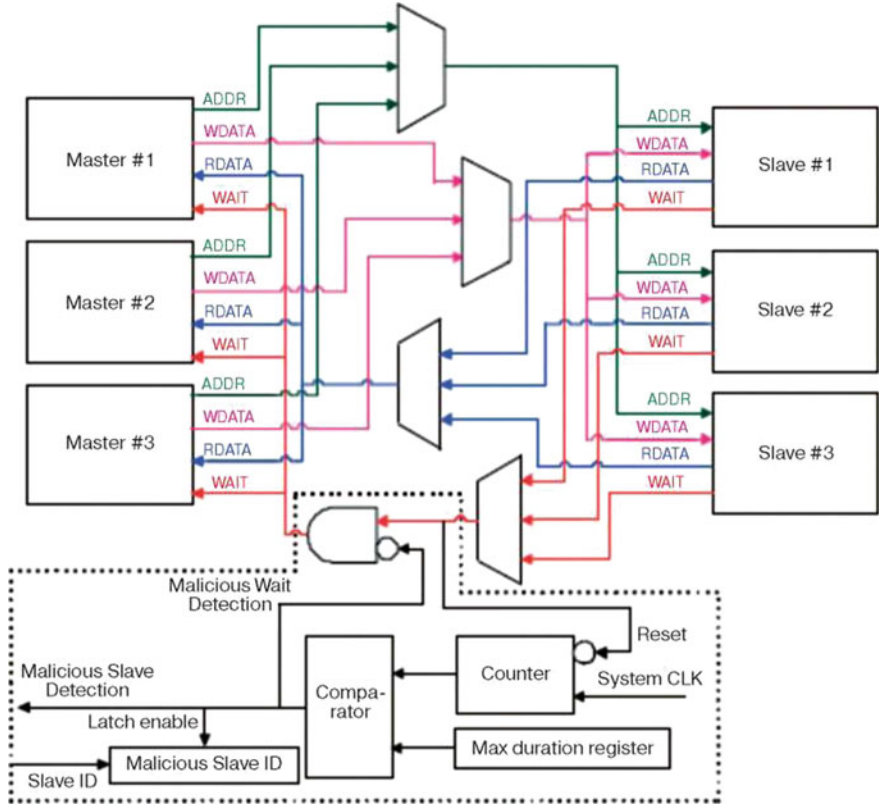 ADDR
WDATA
Master #1
RDATA
WAIT
ADDR
WDATA
Master #2
RDATA
WAIT
ADDR
WDATA
Master #3
RDATA
WAIT
ADDR
WDATA
RDATA
Slave #1
WAIT
ADDR
WDATA
RDATA
Slave #2
WAIT
ADDR
WDATA
RDATA
Slave #3
WAIT
Malicious Wait
Detection
Reset
Malicious Slave
Detection
Compa-
rator
Counter
System CLK
Latch enable
Max duration register
Slave ID
Malicious Slave ID